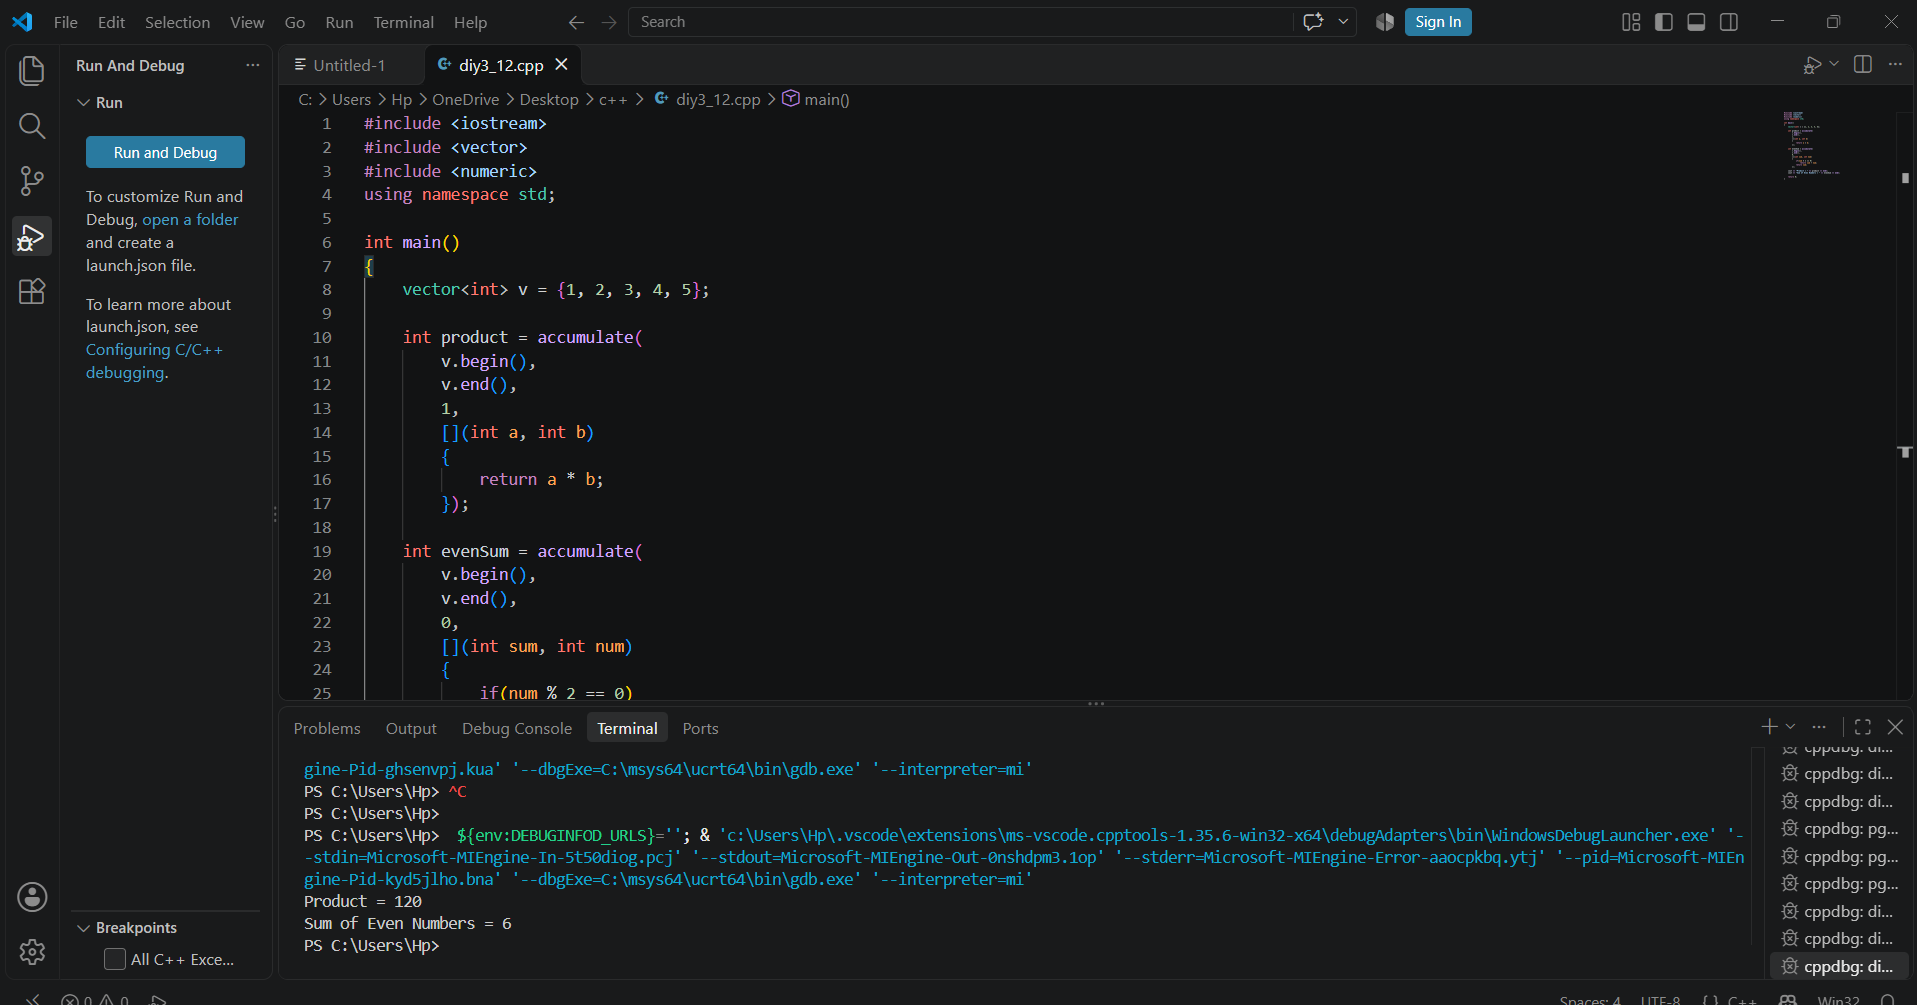 File Edit Selection View Go Run Terminal Help
Search
Sign In
Run And Debug
Run
Run and Debug
To customize Run and
Debug, open a folder
and create a
launch.json file.
To learn more about
launch.json, see
Configuring C/C++
debugging.
Breakpoints
All C++ Exce...
Untitled-1
diy3_12.cpp
C: > Users > Hp > OneDrive > Desktop > c++ > diy3_12.cpp > main()
1 #include <iostream>
2 #include <vector>
3 #include <numeric>
4 using namespace std;
5
6 int main()
7 {
8 vector<int> v = {1, 2, 3, 4, 5};
9
10 int product = accumulate(
11 v.begin(),
12 v.end(),
13 1,
14 [](int a, int b)
15 {
16 return a * b;
17 });
18
19 int evenSum = accumulate(
20 v.begin(),
21 v.end(),
22 0,
23 [](int sum, int num)
24 {
25 if(num % 2 == 0)
Problems Output Debug Console Terminal Ports
gine-Pid-ghsenvpj.kua' '--dbgExe=C:\msys64\ucrt64\bin\gdb.exe' '--interpreter=mi'
PS C:\Users\Hp> ^C
PS C:\Users\Hp>
PS C:\Users\Hp>  ${env:DEBUGINFOD_URLS}=''; & 'c:\Users\Hp\.vscode\extensions\ms-vscode.cpptools-1.35.6-win32-x64\debugAdapters\bin\WindowsDebugLauncher.exe' '-
-stdin=Microsoft-MIEngine-In-5t50diog.pcj' '--stdout=Microsoft-MIEngine-Out-0nshdpm3.1op' '--stderr=Microsoft-MIEngine-Error-aaocpkbq.ytj' '--pid=Microsoft-MIEn
gine-Pid-kyd5jlho.bna' '--dbgExe=C:\msys64\ucrt64\bin\gdb.exe' '--interpreter=mi'
Product = 120
Sum of Even Numbers = 6
PS C:\Users\Hp>
cppdbg: di...
cppdbg: di...
cppdbg: di...
cppdbg: pg...
cppdbg: pg...
cppdbg: pg...
cppdbg: di...
cppdbg: di...
cppdbg: di...
0 0
Spaces: 4 UTF-8 {} C++ Win32